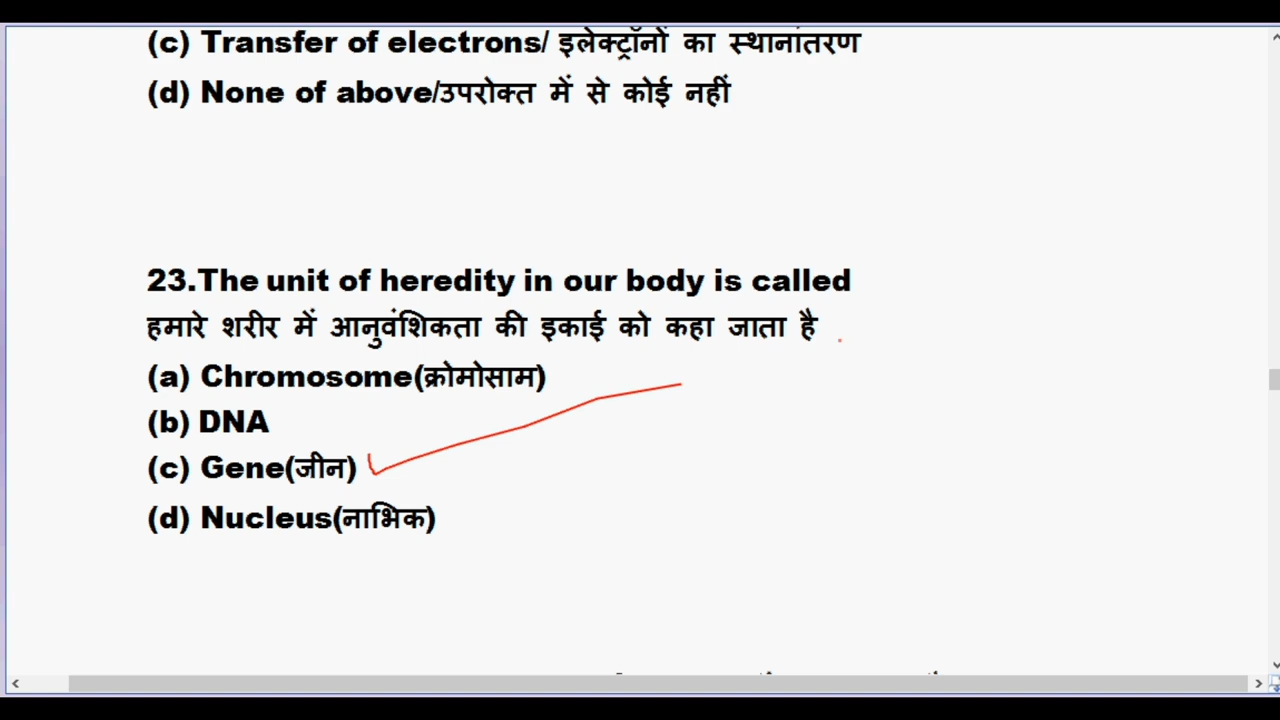 (c) Transfer of electrons/ इलेक्ट्रॉनों का स्थानांतरण
(d) None of above/उपरोक्त में से कोई नहीं
23.The unit of heredity in our body is called
हमारे शरीर में आनुवंशिकता की इकाई को कहा जाता है
(a) Chromosome(क्रोमोसाम)
(b) DNA
(c) Gene(जीन)
(d) Nucleus(नाभिक)